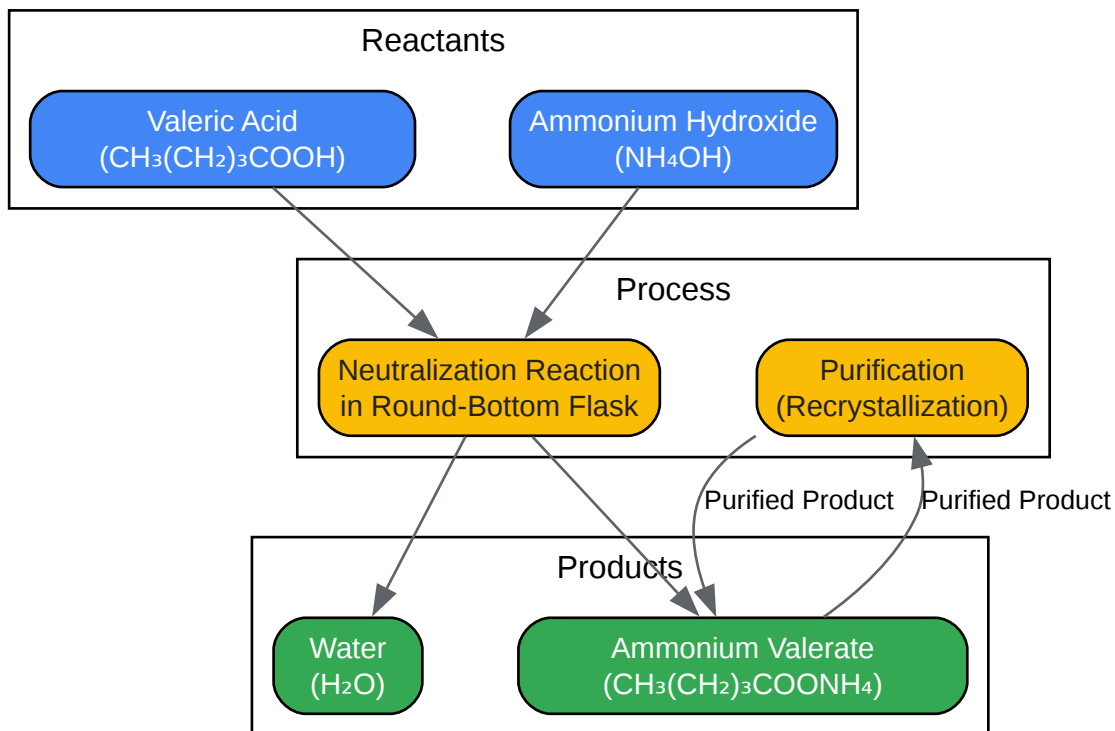 Reactants
Valeric Acid
(CH₃(CH₂)₃COOH)
Ammonium Hydroxide
(NH₄OH)
Process
Neutralization Reaction
in Round-Bottom Flask
Purification
(Recrystallization)
Purified Product
Purified Product
Products
Water
(H₂O)
Ammonium Valerate
(CH₃(CH₂)₃COONH₄)